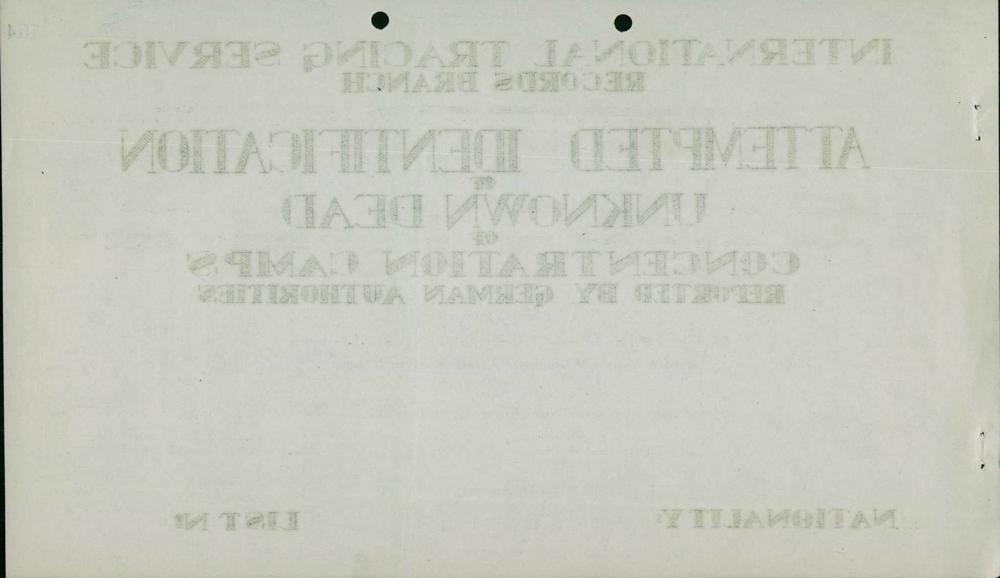 INTERNATIONAL TRACING SERVICE
RECORDS BRANCH
ATTEMPTED IDENTIFICATION
OF
UNKNOWN DEAD
OF
CONCENTRATION CAMPS
REPORTED BY GERMAN AUTHORITIES
NATIONALITY: LIST Nº